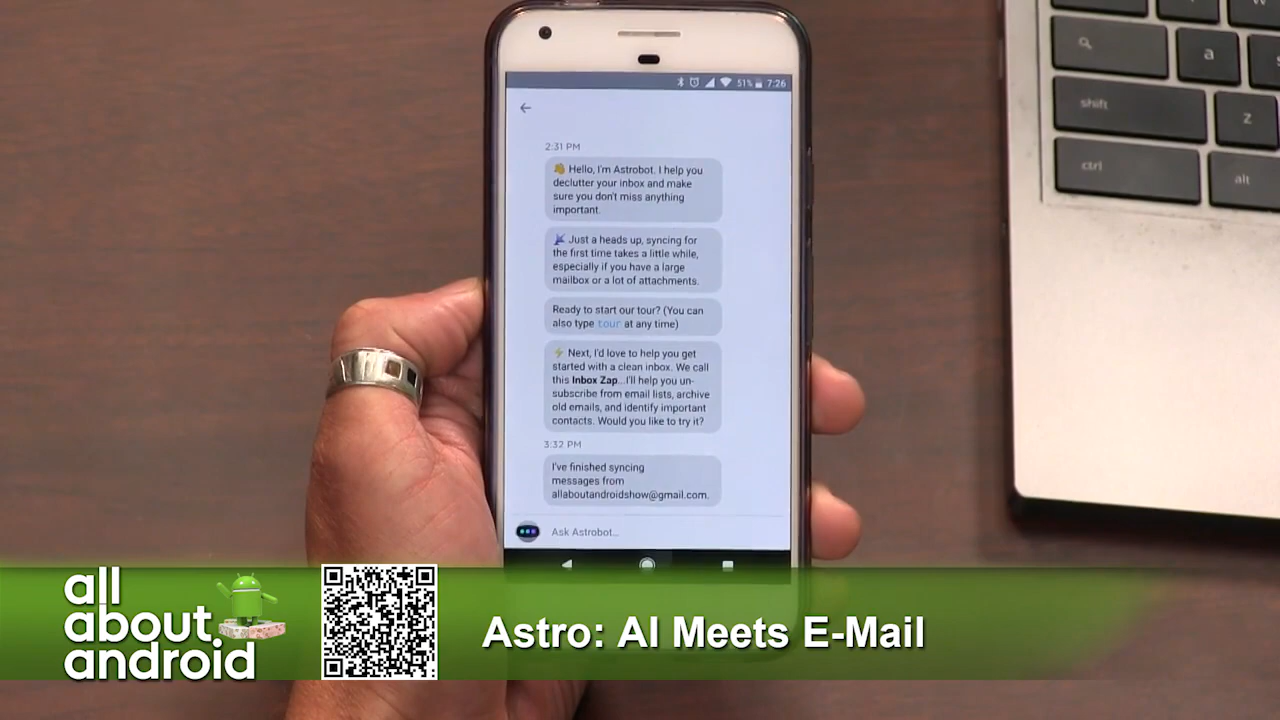 51% 7:26
2:31 PM
Hello, I'm Astrobot. I help you
declutter your inbox and make
sure you don't miss anything
important.
Just a heads up, syncing for
the first time takes a little while,
especially if you have a large
mailbox or a lot of attachments.
Ready to start our tour? (You can
also type tour at any time)
Next, I'd love to help you get
started with a clean inbox. We call
this Inbox Zap...I'll help you un-
subscribe from email lists, archive
old emails, and identify important
contacts. Would you like to try it?
3:32 PM
I've finished syncing
messages from
allaboutandroidshow@gmail.com.
Ask Astrobot...
a
shift
Z
ctrl
alt
all
about
android
Astro: AI Meets E-Mail